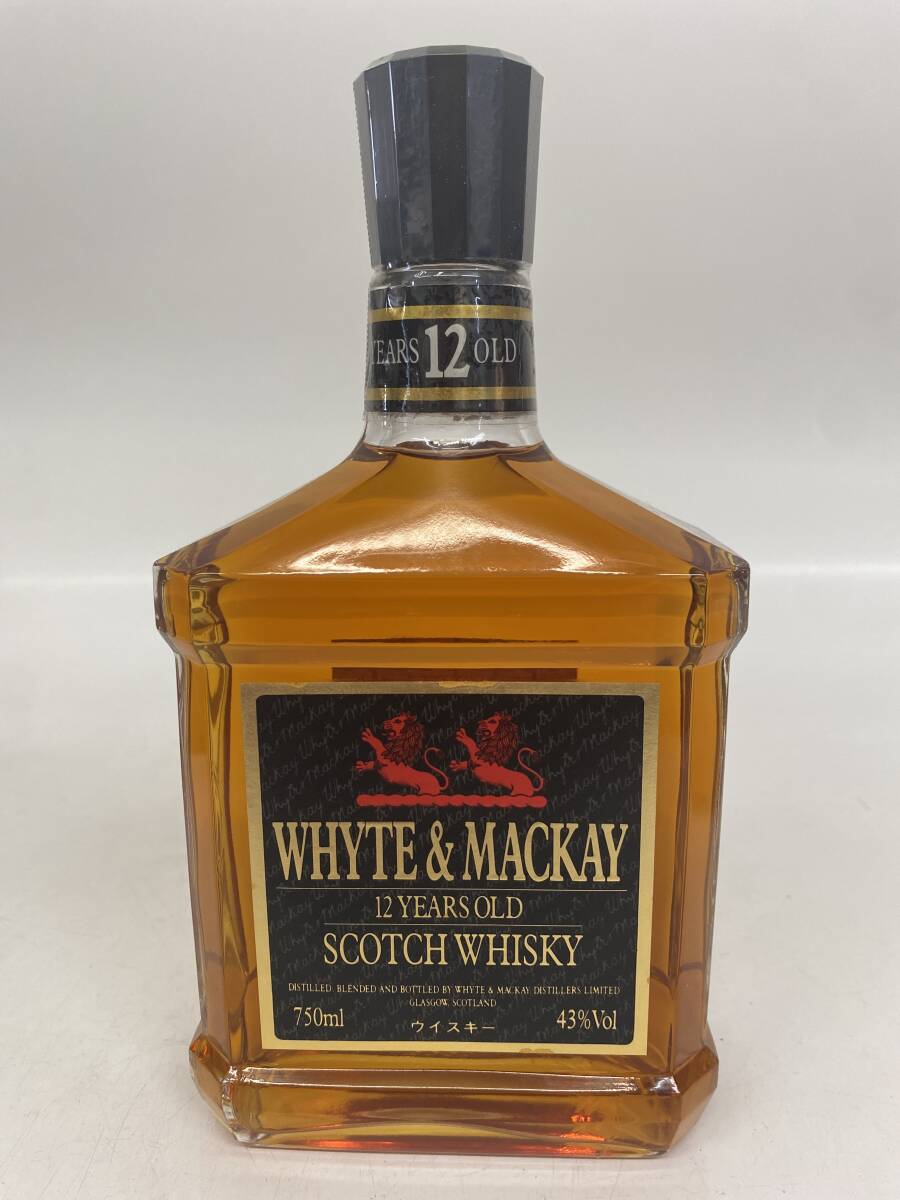 YEARS 12 OLD
WHYTE & MACKAY
12 YEARS OLD
SCOTCH WHISKY
DISTILLED, BLENDED AND BOTTLED BY WHYTE & MACKAY DISTILLERS LIMITED
GLASGOW, SCOTLAND
750ml ウイスキー 43%Vol